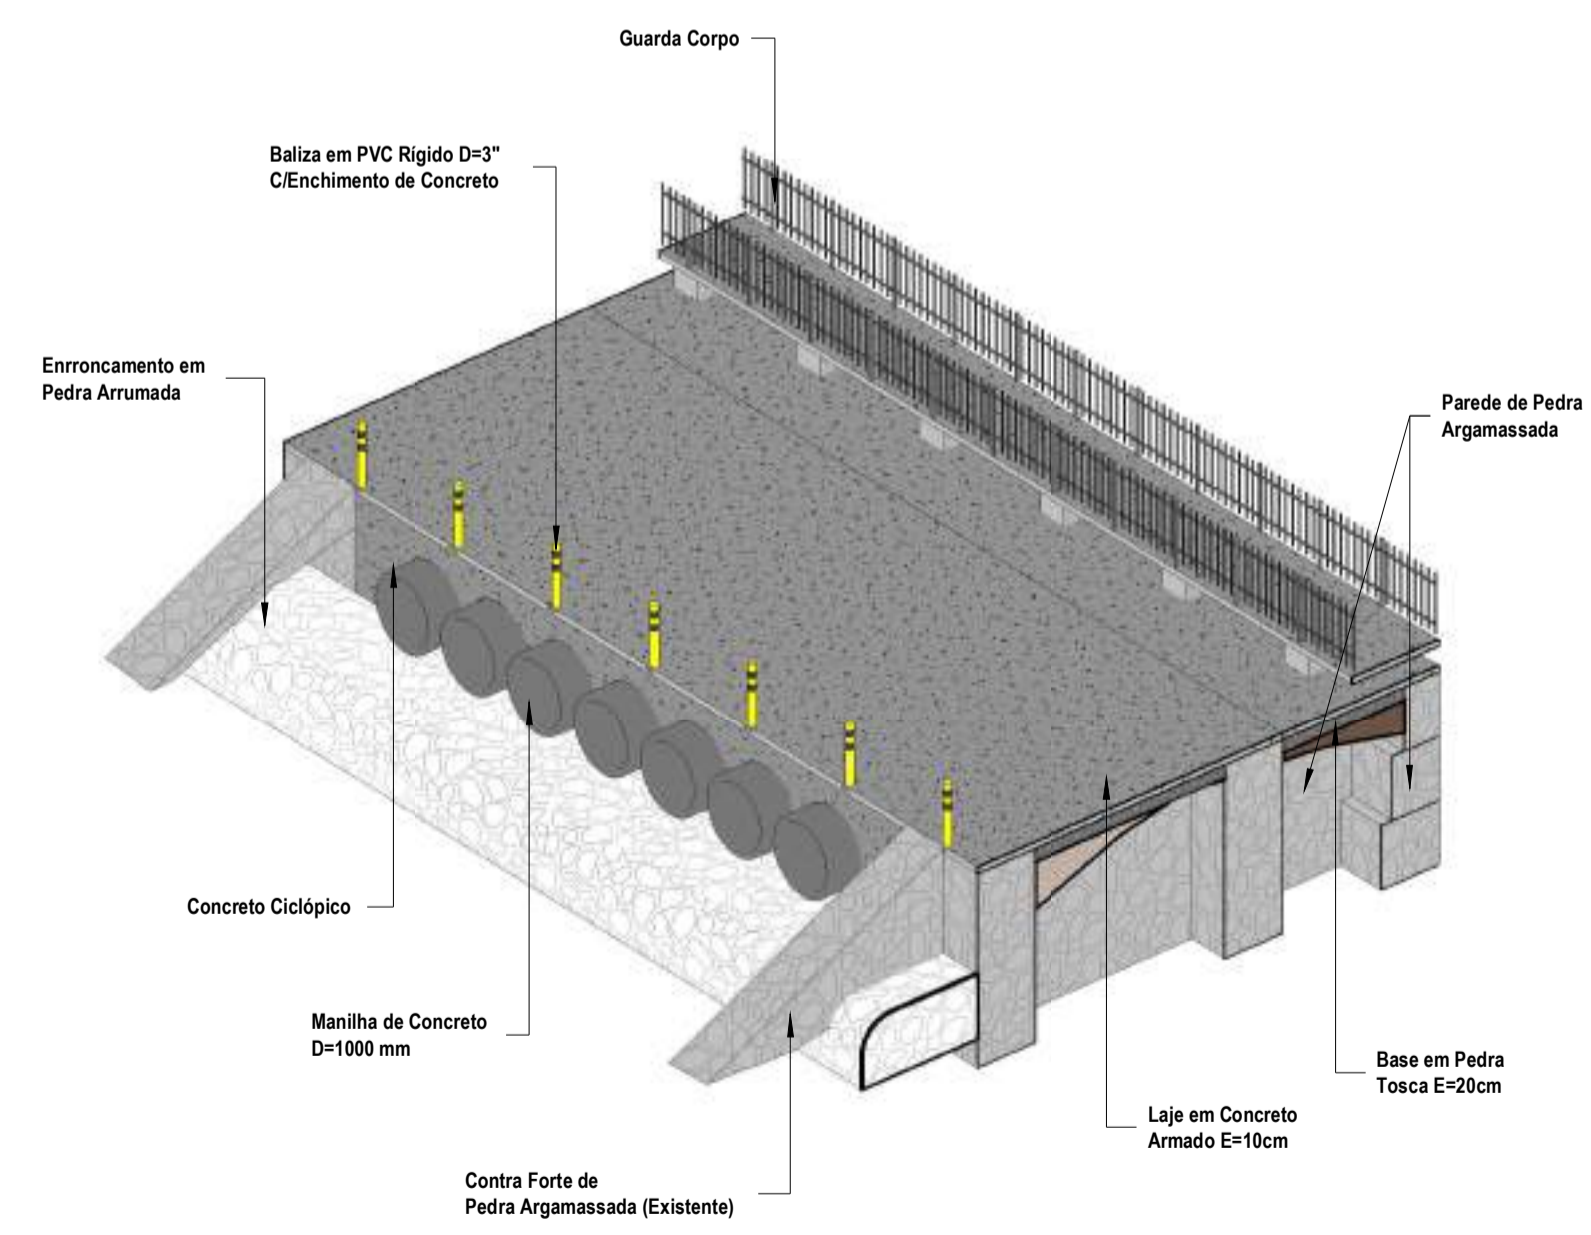 Guarda Corpo
Baliza em PVC Rígido D=3"
C/Enchimento de Concreto
Enrroncamento em
Pedra Arrumada
Parede de Pedra
Argamassada
Concreto Ciclópico
Manilha de Concreto
D=1000 mm
Base em Pedra
Tosca E=20cm
Laje em Concreto
Armado E=10cm
Contra Forte de
Pedra Argamassada (Existente)